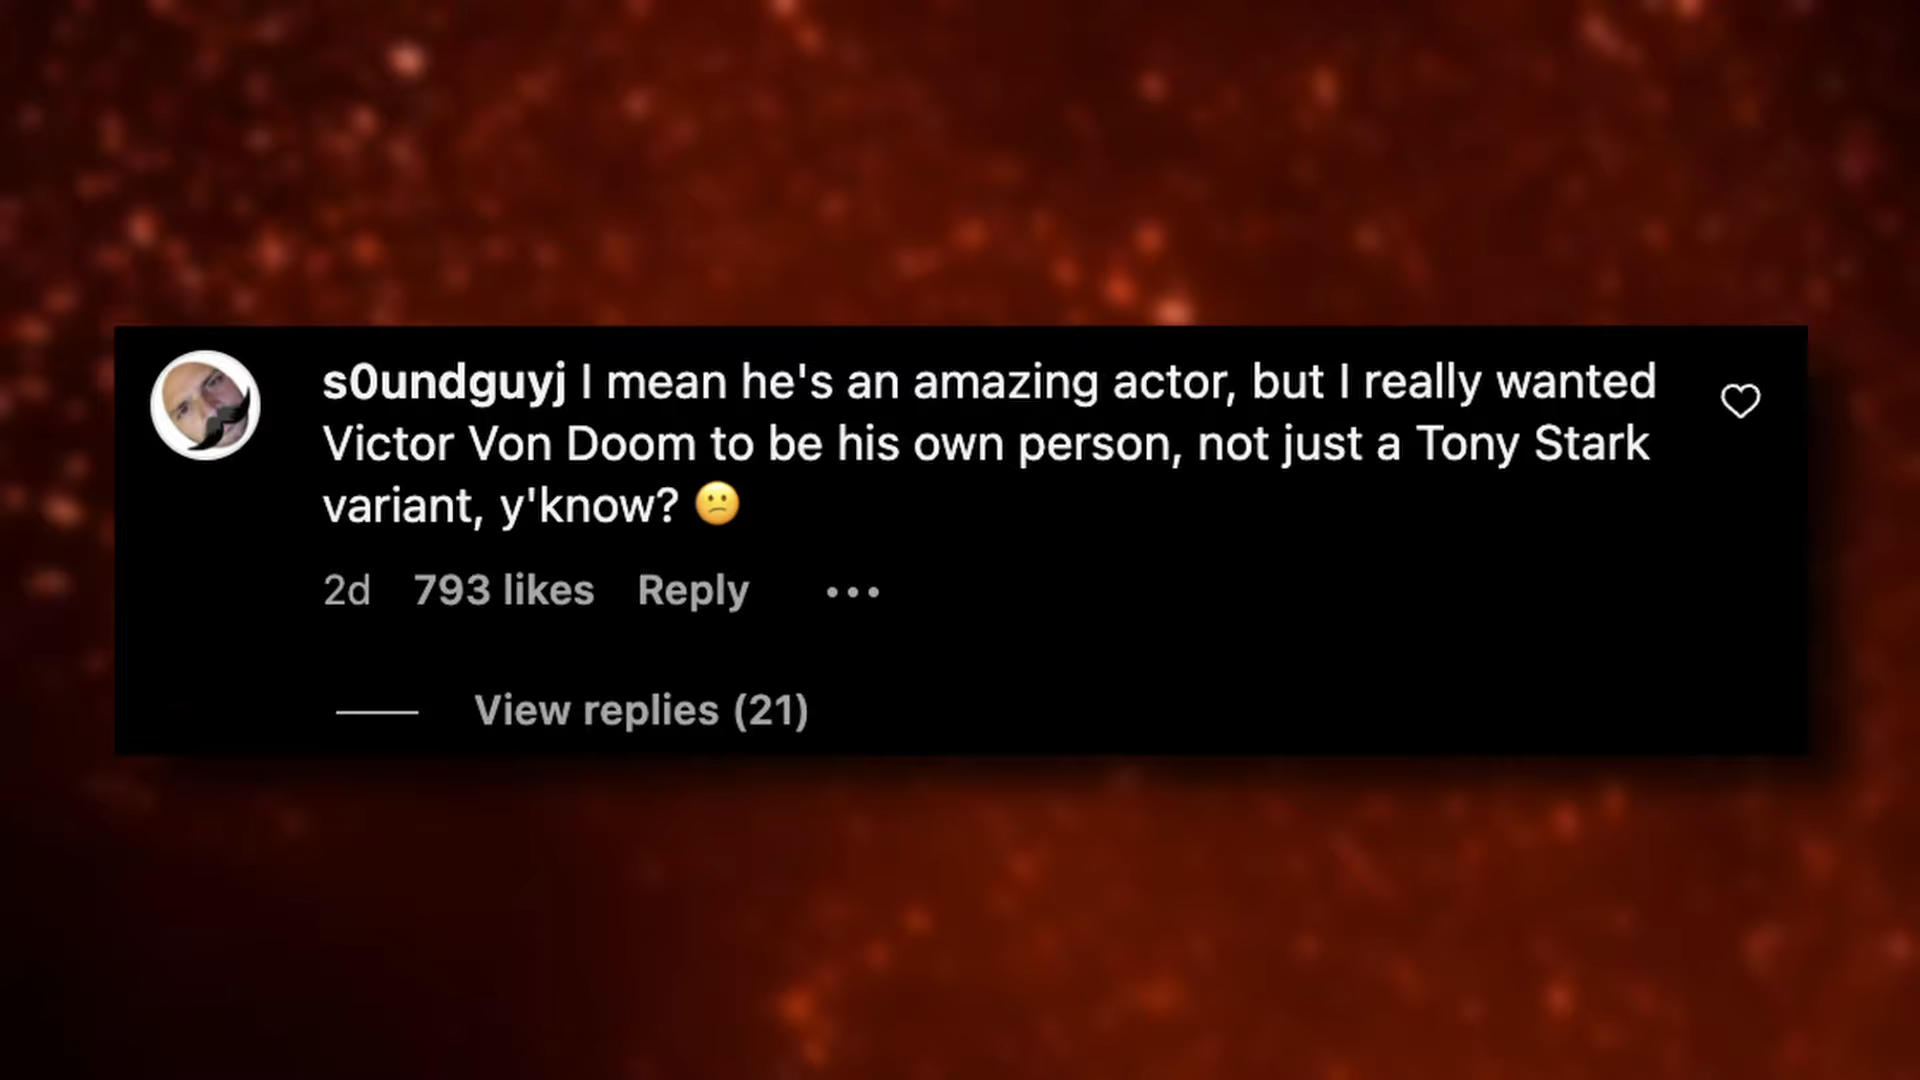 s0undguyj I mean he's an amazing actor, but I really wanted
Victor Von Doom to be his own person, not just a Tony Stark
variant, y'know? 😕
2d 793 likes Reply •••
View replies (21)